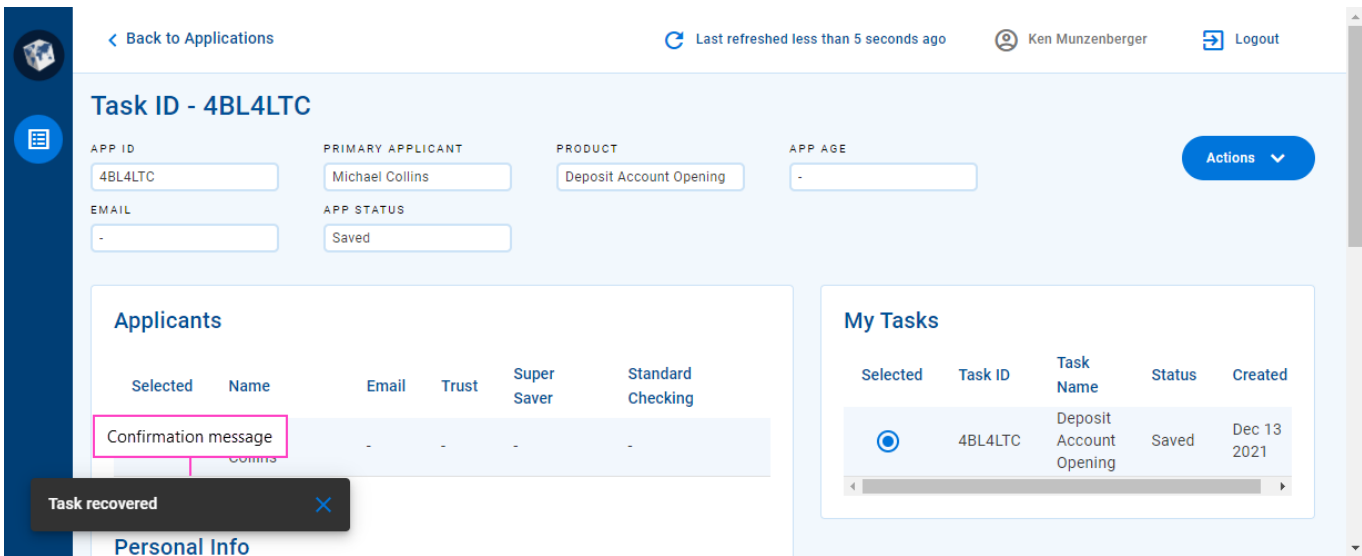 Back to Applications
Last refreshed less than 5 seconds ago
Ken Munzenberger
Logout
Task ID - 4BL4LTC
APP ID
PRIMARY APPLICANT
PRODUCT
APP AGE
4BL4LTC
Michael Collins
Deposit Account Opening
-
Actions
EMAIL
APP STATUS
-
Saved
Applicants
Selected
Name
Email
Trust
Super
Saver
Standard
Checking
Collins
-
-
-
-
Confirmation message
Task recovered
Personal Info
My Tasks
Selected
Task ID
Task
Name
Status
Created
4BL4LTC
Deposit
Account
Opening
Saved
Dec 13
2021